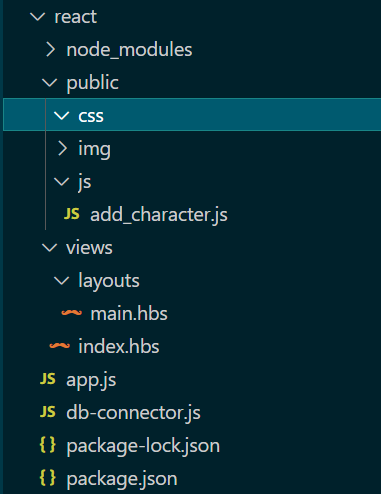 react
node_modules
public
css
img
js
JS add_character.js
views
layouts
main.hbs
index.hbs
JS app.js
JS db-connector.js
{} package-lock.json
{} package.json